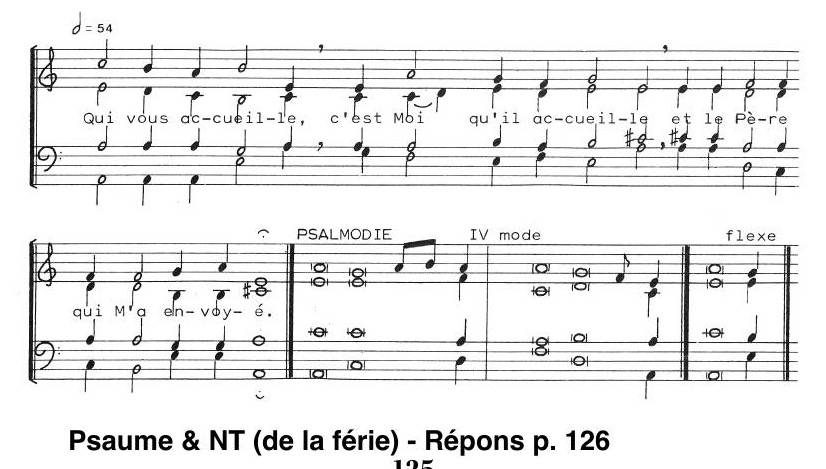 𝅗𝅥 = 54
Qui vous ac-cueil-le, c'est Moi qu'il ac-cueil-le et le Pè-re
PSALMODIE IV mode flexe
qui M'a en-voy-é.
Psaume & NT (de la férie) - Répons p. 126
125